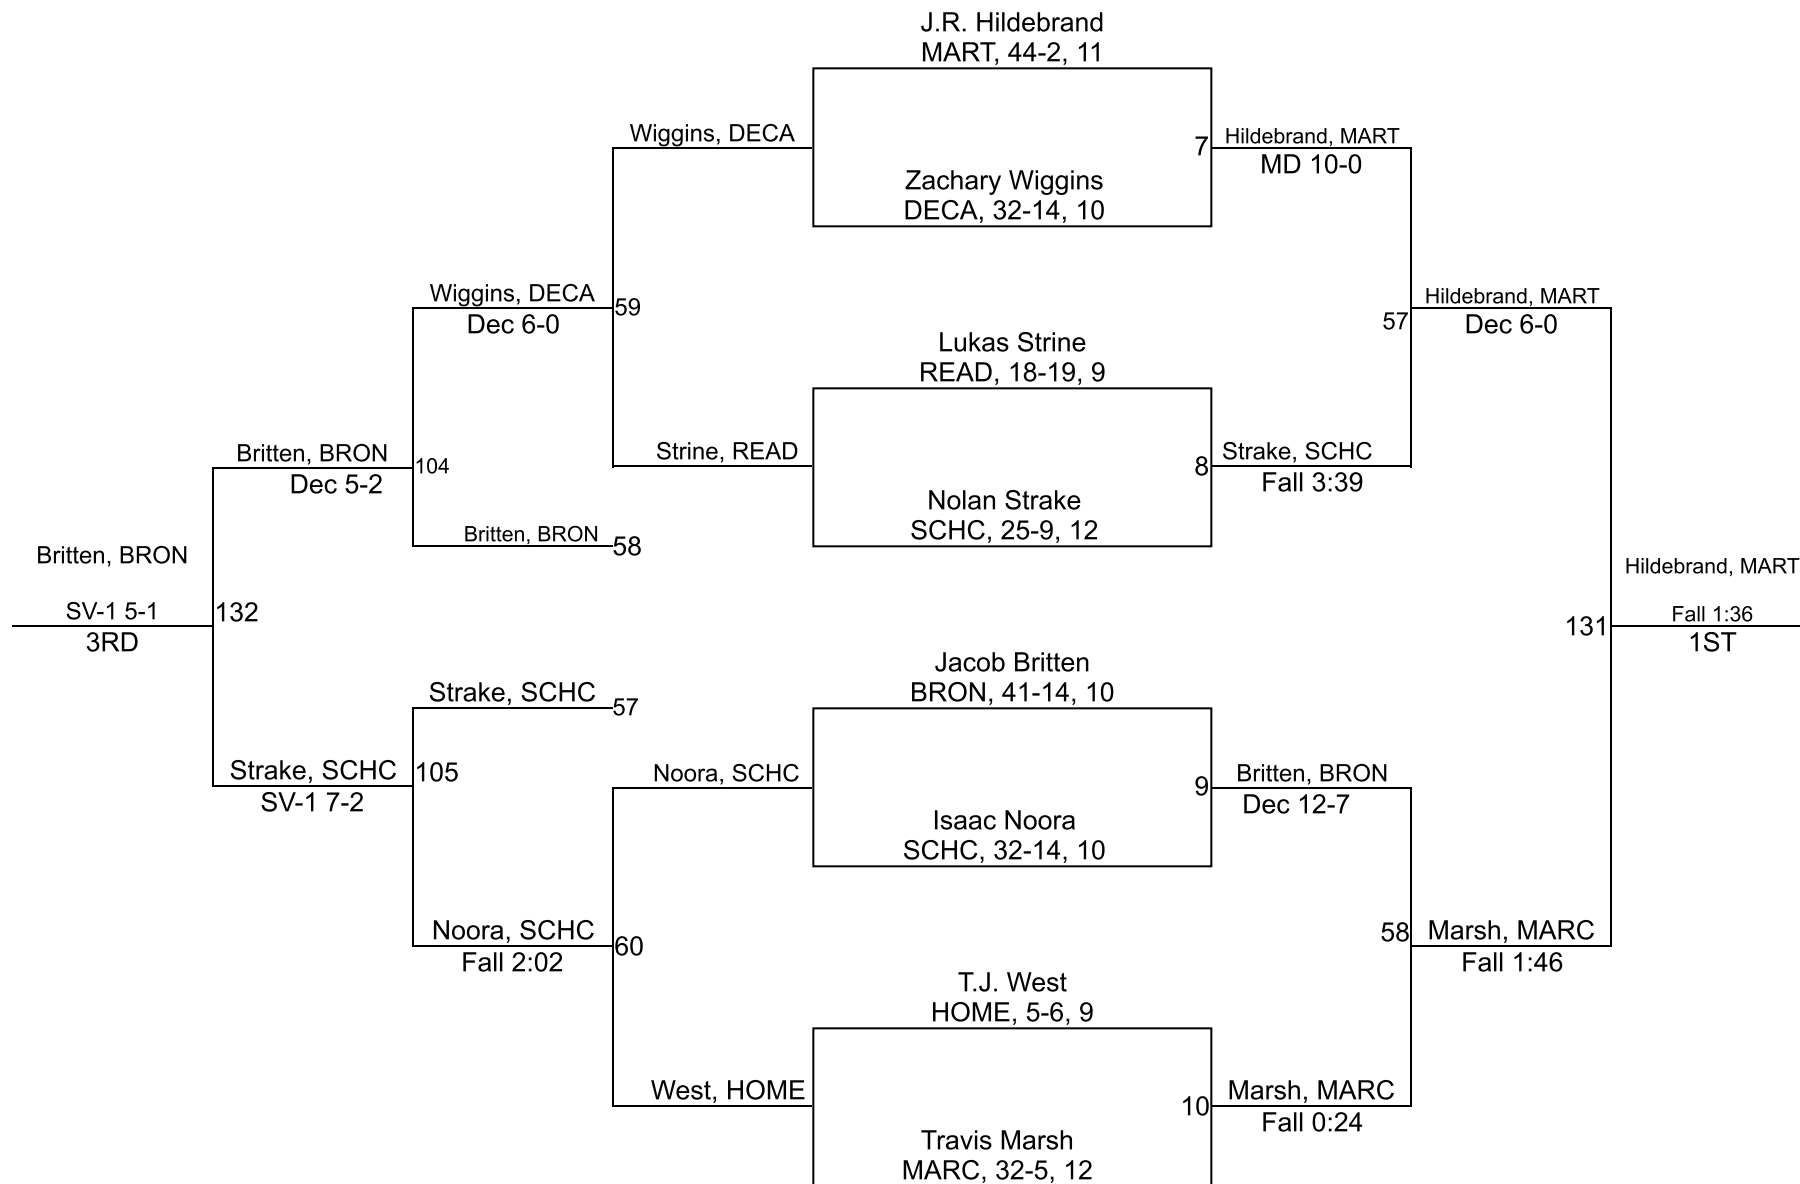 J.R. Hildebrand
MART, 44-2, 11
Wiggins, DECA
7
Hildebrand, MART
MD 10-0
Zachary Wiggins
DECA, 32-14, 10
Wiggins, DECA
59
Dec 6-0
57
Hildebrand, MART
Dec 6-0
Lukas Strine
READ, 18-19, 9
Britten, BRON
104
Dec 5-2
Strine, READ
8
Strake, SCHC
Fall 3:39
Nolan Strake
SCHC, 25-9, 12
Britten, BRON
58
Britten, BRON
SV-1 5-1
3RD
132
Hildebrand, MART
131
Fall 1:36
1ST
Jacob Britten
BRON, 41-14, 10
Strake, SCHC
57
Strake, SCHC
105
SV-1 7-2
Noora, SCHC
9
Britten, BRON
Dec 12-7
Isaac Noora
SCHC, 32-14, 10
Noora, SCHC
60
Fall 2:02
58
Marsh, MARC
Fall 1:46
T.J. West
HOME, 5-6, 9
West, HOME
10
Marsh, MARC
Fall 0:24
Travis Marsh
MARC, 32-5, 12